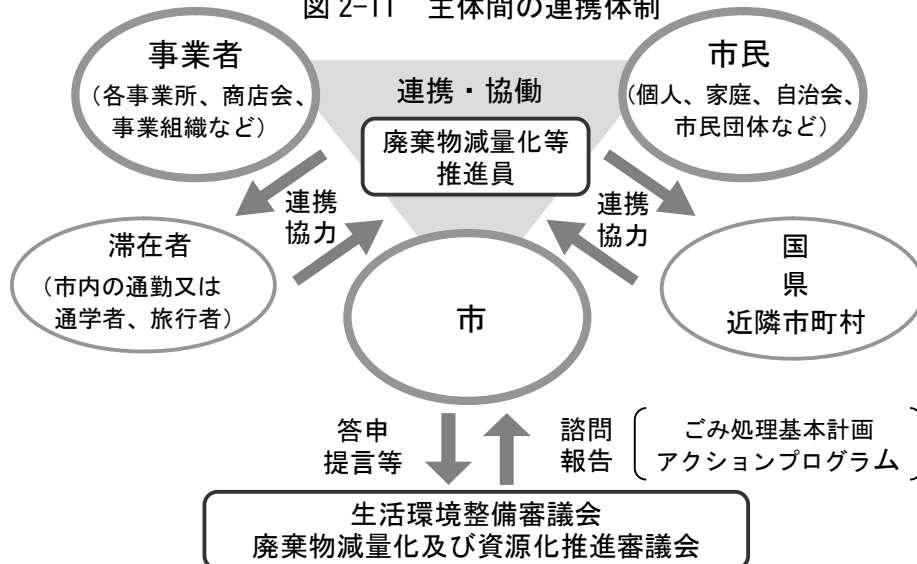 図 2-11　主体間の連携体制
事業者
（各事業所、商店会、
事業組織など）
市民
（個人、家庭、自治会、
市民団体など）
連携・協働
廃棄物減量化等
推進員
連携
協力
連携
協力
滞在者
（市内の通勤又は
通学者、旅行者）
市
国
県
近隣市町村
答申
提言等
諮問
報告
ごみ処理基本計画
アクションプログラム
生活環境整備審議会
廃棄物減量化及び資源化推進審議会